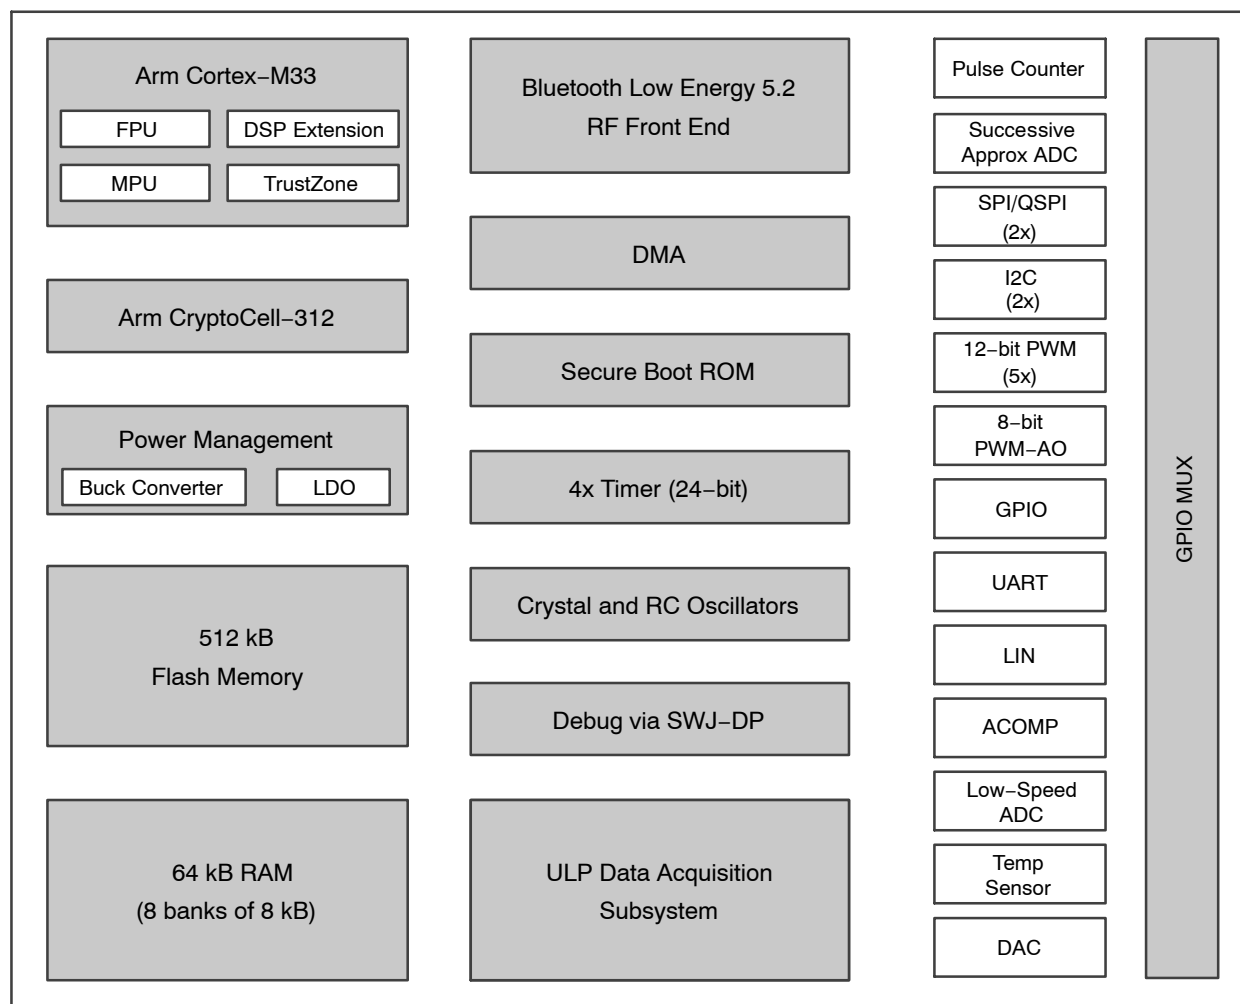 Arm Cortex−M33
FPU
DSP Extension
MPU
TrustZone
Arm CryptoCell−312
Power Management
Buck Converter
LDO
512 kB
Flash Memory
64 kB RAM
(8 banks of 8 kB)
Bluetooth Low Energy 5.2
RF Front End
DMA
Secure Boot ROM
4x Timer (24−bit)
Crystal and RC Oscillators
Debug via SWJ−DP
ULP Data Acquisition
Subsystem
Pulse Counter
Successive
Approx ADC
SPI/QSPI
(2x)
I2C
(2x)
12−bit PWM
(5x)
8−bit
PWM−AO
GPIO
UART
LIN
ACOMP
Low−Speed
ADC
Temp
Sensor
DAC
GPIO MUX